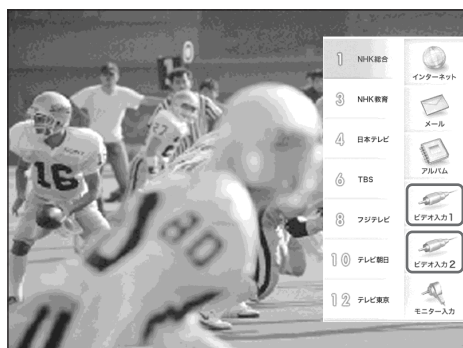 1 NHK総合
3 NHK教育
4 日本テレビ
6 TBS
8 フジテレビ
10 テレビ朝日
12 テレビ東京
インターネット
メール
アルバム
ビデオ入力 1
ビデオ入力 2
モニター入力
16
80
27